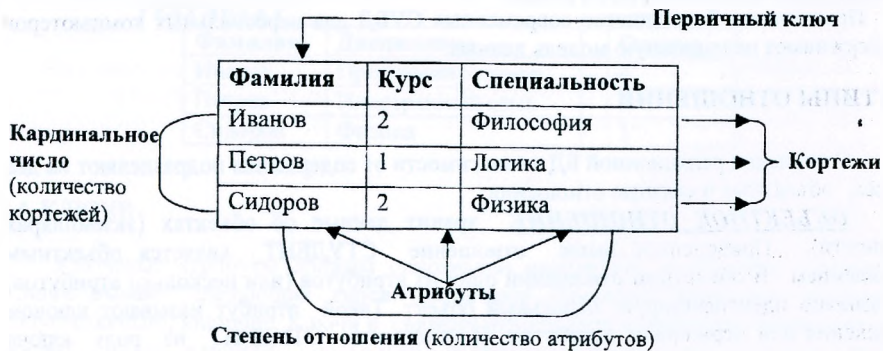 Первичный ключ
Фамилия Курс Специальность
Иванов 2 Философия
Петров 1 Логика
Сидоров 2 Физика
Кардинальное
число
(количество
кортежей)
Кортежи
Атрибуты
Степень отношения (количество атрибутов)